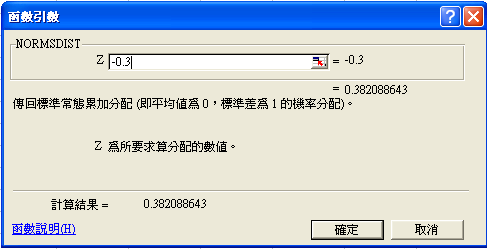 函數引數
NORMSDIST
Z -0.3 = -0.3
= 0.382088643
傳回標準常態累加分配 (即平均值為 0，標準差為 1 的機率分配)。
Z 為所要求算分配的數值。
計算結果 = 0.382088643
函數說明(H)
確定 取消